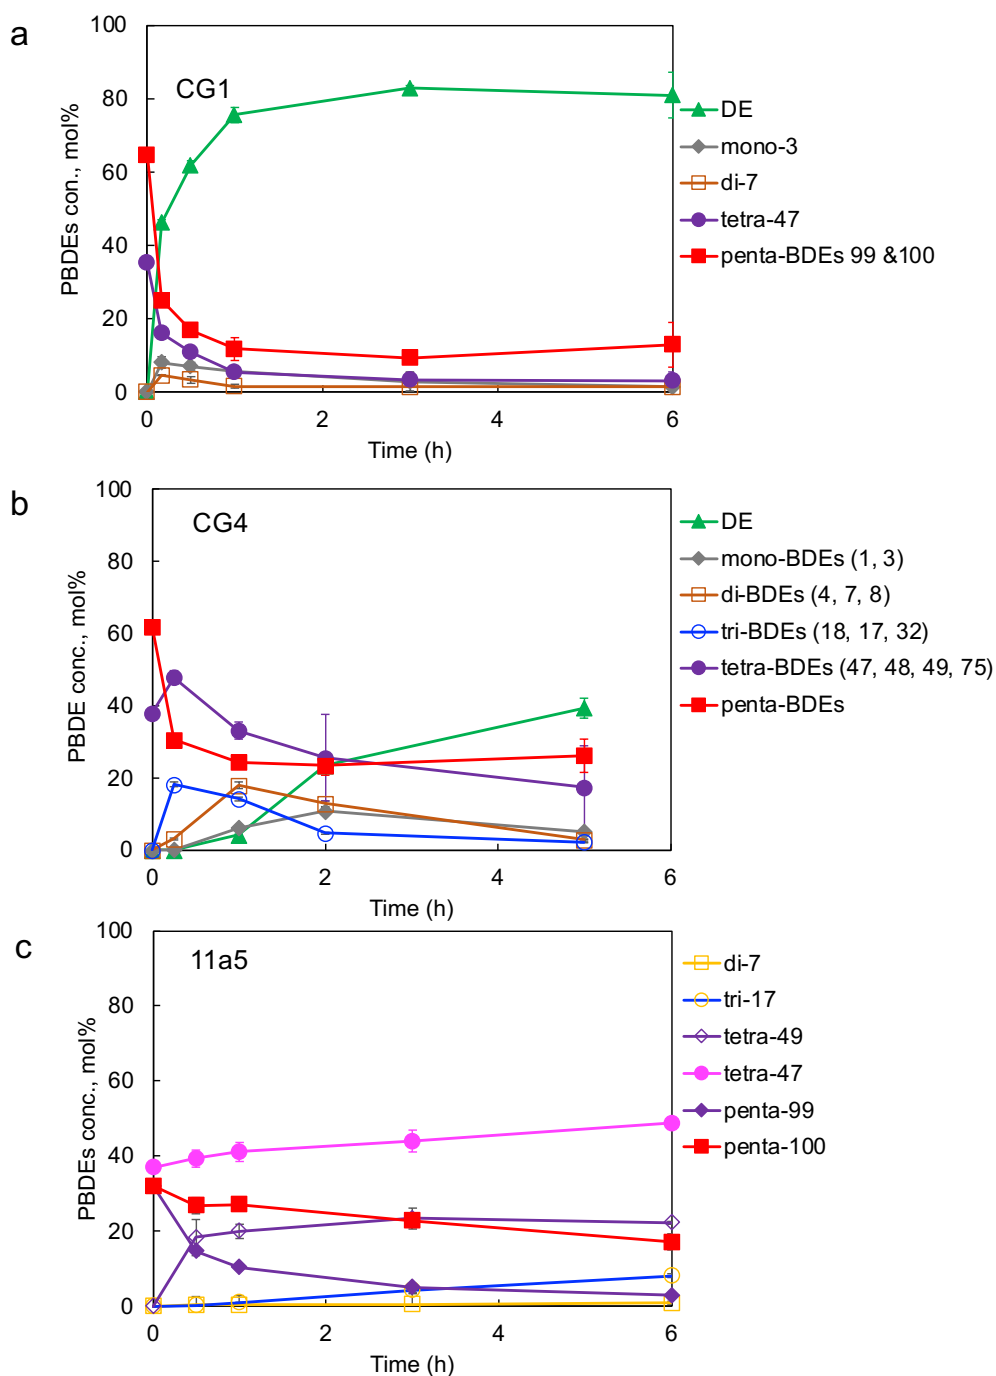 a
100
80
60
40
20
0
PBDEs con., mol%
CG1
0
2
4
6
Time (h)
DE
mono-3
di-7
tetra-47
penta-BDEs 99 &100
b
100
80
60
40
20
0
PBDE conc., mol%
CG4
0
2
4
6
Time (h)
DE
mono-BDEs (1, 3)
di-BDEs (4, 7, 8)
tri-BDEs (18, 17, 32)
tetra-BDEs (47, 48, 49, 75)
penta-BDEs
c
100
80
60
40
20
0
PBDEs conc., mol%
11a5
0
2
4
6
Time (h)
di-7
tri-17
tetra-49
tetra-47
penta-99
penta-100